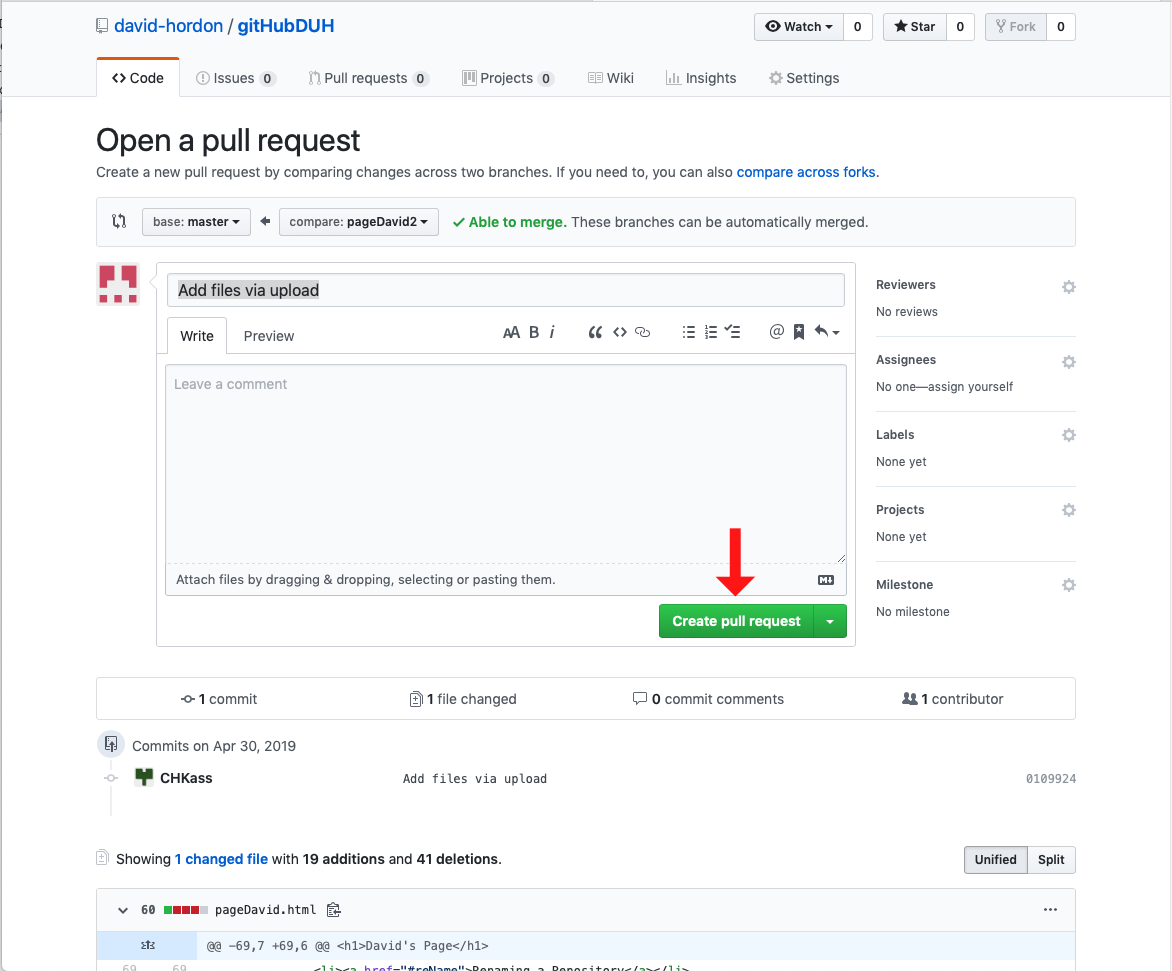 david-hordon / gitHubDUH
Watch 0 Star 0 Fork 0
Code Issues 0 Pull requests 0 Projects 0 Wiki Insights Settings
Open a pull request
Create a new pull request by comparing changes across two branches. If you need to, you can also compare across forks.
base: master compare: pageDavid2 Able to merge. These branches can be automatically merged.
Add files via upload
Write Preview
AA B i @
Leave a comment
Attach files by dragging & dropping, selecting or pasting them.
Create pull request
Reviewers
No reviews
Assignees
No one—assign yourself
Labels
None yet
Projects
None yet
Milestone
No milestone
1 commit 1 file changed 0 commit comments 1 contributor
Commits on Apr 30, 2019
CHKass Add files via upload 0109924
Showing 1 changed file with 19 additions and 41 deletions.
Unified Split
60 pageDavid.html ...
@@ -69,7 +69,6 @@ <h1>David's Page</h1>
69 69 <li><a href="#reName">Renaming a Repository</a></li>